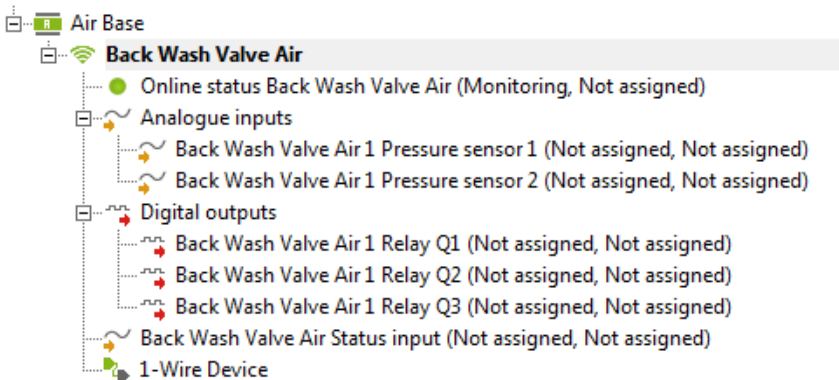 Air Base
Back Wash Valve Air
Online status Back Wash Valve Air (Monitoring, Not assigned)
Analogue inputs
Back Wash Valve Air 1 Pressure sensor 1 (Not assigned, Not assigned)
Back Wash Valve Air 1 Pressure sensor 2 (Not assigned, Not assigned)
Digital outputs
Back Wash Valve Air 1 Relay Q1 (Not assigned, Not assigned)
Back Wash Valve Air 1 Relay Q2 (Not assigned, Not assigned)
Back Wash Valve Air 1 Relay Q3 (Not assigned, Not assigned)
Back Wash Valve Air Status input (Not assigned, Not assigned)
1-Wire Device